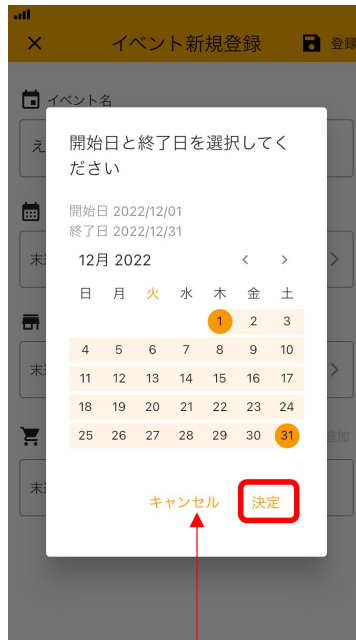 イベント新規登録 登録
イベント名
え
開始日と終了日を選択してく
ださい
開始日 2022/12/01
終了日 2022/12/31
12月 2022
日 月 火 水 木 金 土
1 2 3
4 5 6 7 8 9 10
11 12 13 14 15 16 17
18 19 20 21 22 23 24
25 26 27 28 29 30 31
追加
キャンセル 決定